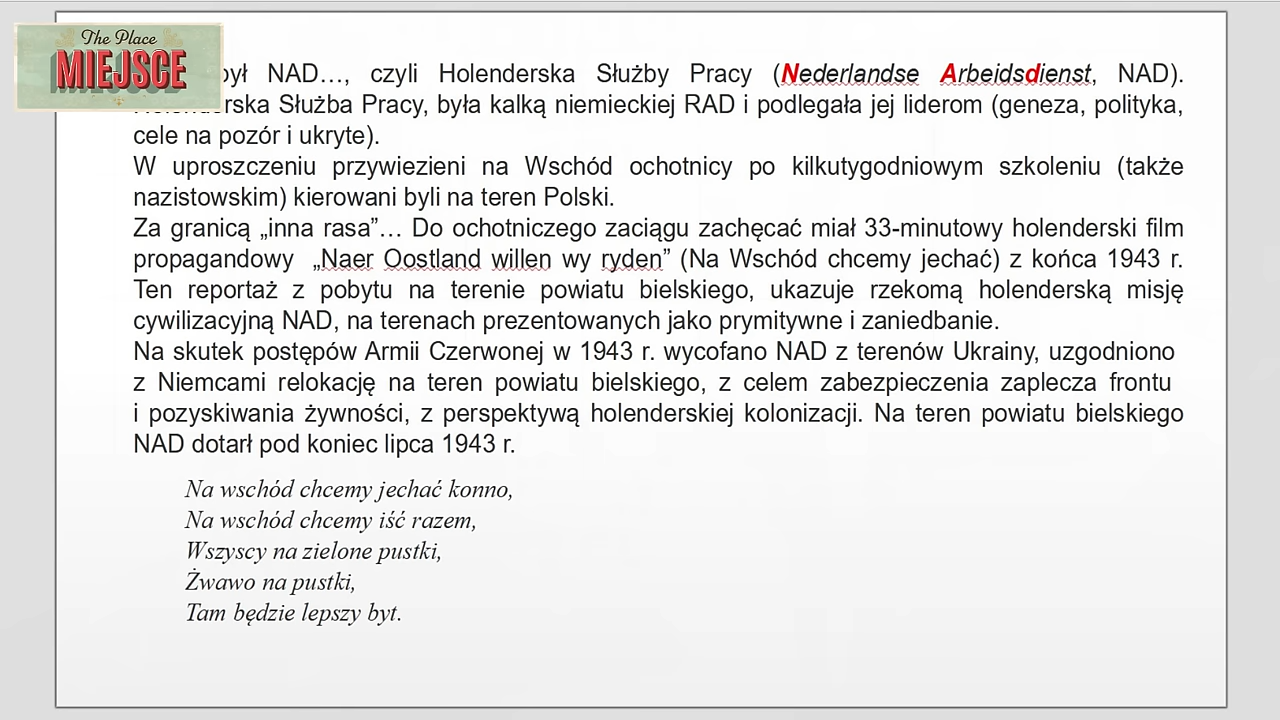 The Place
MIEJSCE
był NAD…, czyli Holenderska Służby Pracy (Nederlandse Arbeidsdienst, NAD).
Holenderska Służba Pracy, była kalką niemieckiej RAD i podlegała jej liderom (geneza, polityka,
cele na pozór i ukryte).
W uproszczeniu przywiezieni na Wschód ochotnicy po kilkutygodniowym szkoleniu (także
nazistowskim) kierowani byli na teren Polski.
Za granicą „inna rasa”… Do ochotniczego zaciągu zachęcać miał 33-minutowy holenderski film
propagandowy „Naer Oostland willen wy ryden” (Na Wschód chcemy jechać) z końca 1943 r.
Ten reportaż z pobytu na terenie powiatu bielskiego, ukazuje rzekomą holenderską misję
cywilizacyjną NAD, na terenach prezentowanych jako prymitywne i zaniedbanie.
Na skutek postępów Armii Czerwonej w 1943 r. wycofano NAD z terenów Ukrainy, uzgodniono
z Niemcami relokację na teren powiatu bielskiego, z celem zabezpieczenia zaplecza frontu
i pozyskiwania żywności, z perspektywą holenderskiej kolonizacji. Na teren powiatu bielskiego
NAD dotarł pod koniec lipca 1943 r.
Na wschód chcemy jechać konno,
Na wschód chcemy iść razem,
Wszyscy na zielone pustki,
Żwawo na pustki,
Tam będzie lepszy byt.